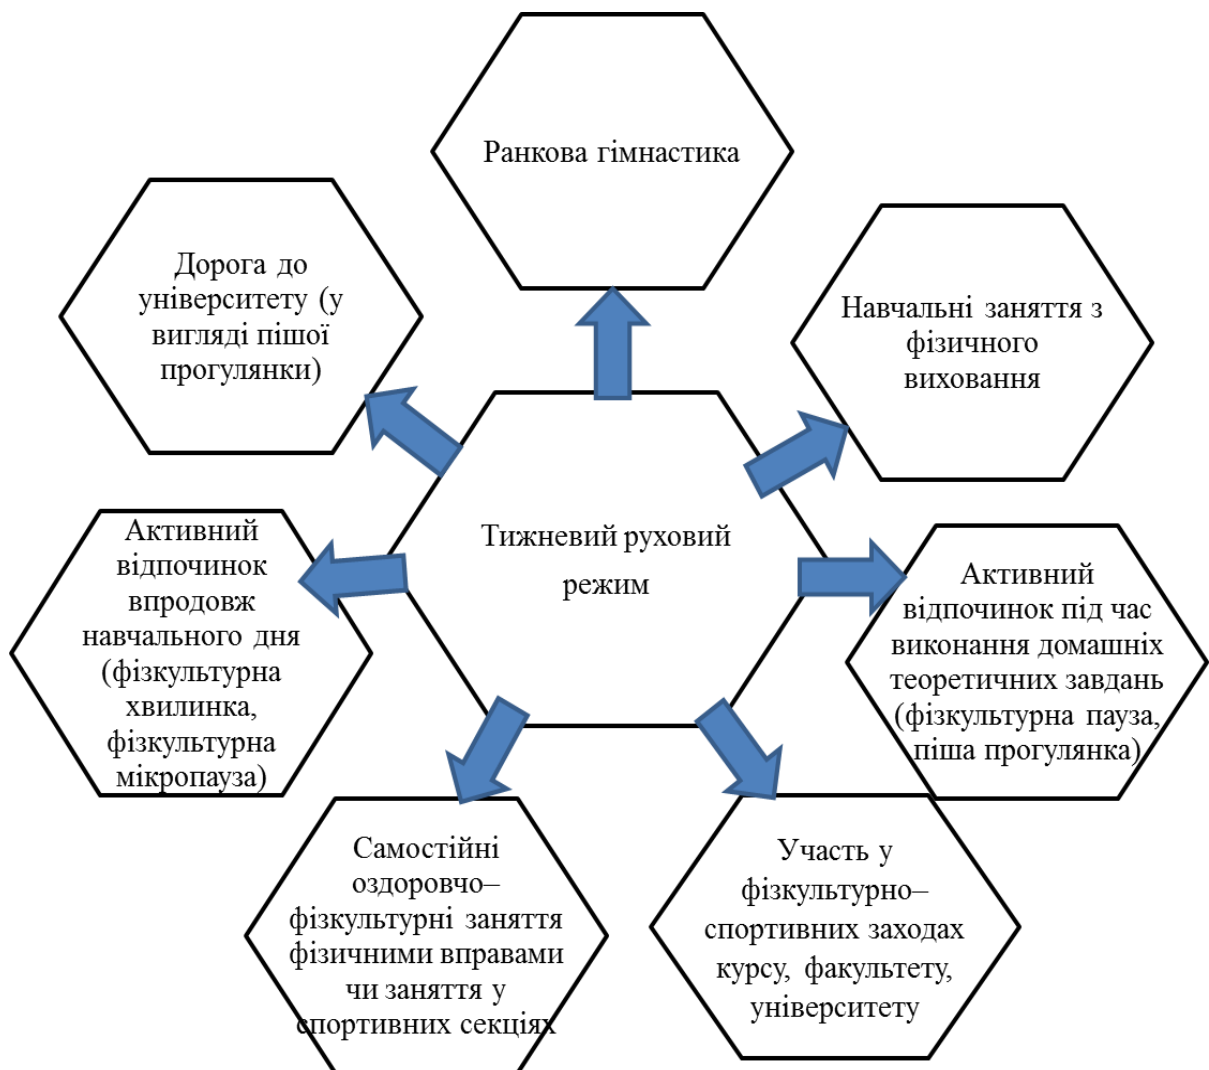 Ранкова гімнастика
Дорога до
університету (у
вигляді пішої
прогулянки)
Навчальні заняття з
фізичного
виховання
Тижневий руховий
режим
Активний
відпочинок
впродовж
навчального дня
(фізкультурна
хвилинка,
фізкультурна
мікропауза)
Активний
відпочинок під час
виконання домашніх
теоретичних завдань
(фізкультурна пауза,
піша прогулянка)
Самостійні
оздоровчо–
фізкультурні заняття
фізичними вправами
чи заняття у
спортивних секціях
Участь у
фізкультурно–
спортивних заходах
курсу, факультету,
університету